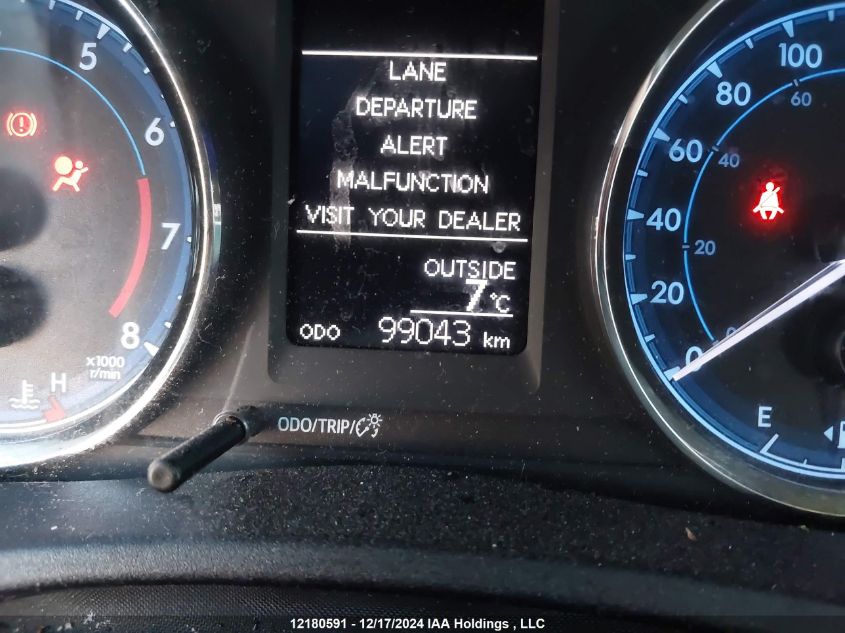 5
6
7
8
x1000
r/min
H
LANE
DEPARTURE
ALERT
MALFUNCTION
VISIT YOUR DEALER
OUTSIDE
7°C
ODO 99043 km
ODO/TRIP/
100
80
60
60
40
40
20
20
0
0
E
12180591 - 12/17/2024 IAA Holdings , LLC